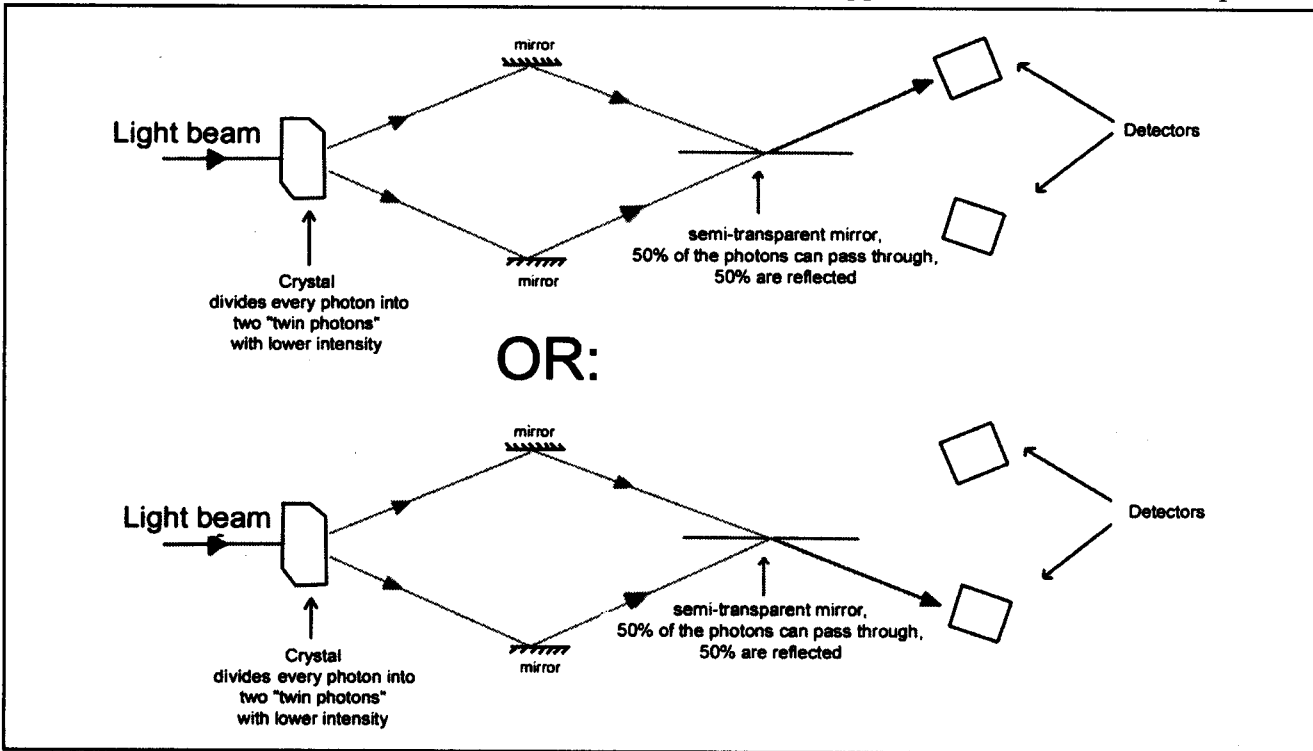 mirror
Light beam
Detectors
semi-transparent mirror,
50% of the photons can pass through,
50% are reflected
mirror
Crystal
divides every photon into
two "twin photons"
with lower intensity
OR:
mirror
Light beam
Detectors
semi-transparent mirror,
50% of the photons can pass through,
50% are reflected
mirror
Crystal
divides every photon into
two "twin photons"
with lower intensity